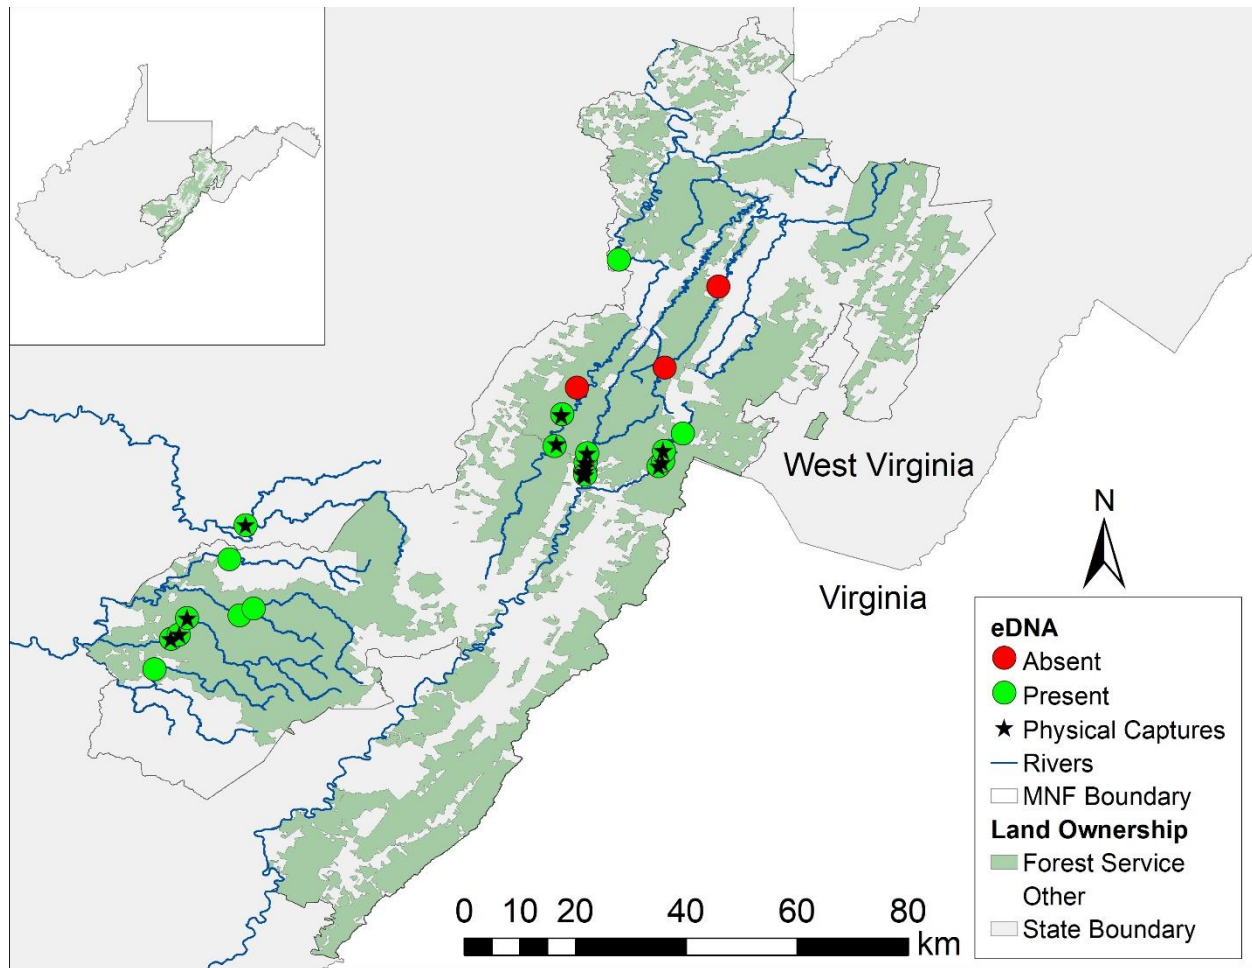 West Virginia
Virginia
N
eDNA
Absent
Present
Physical Captures
Rivers
MNF Boundary
Land Ownership
Forest Service
Other
State Boundary
0 10 20 40 60 80
km